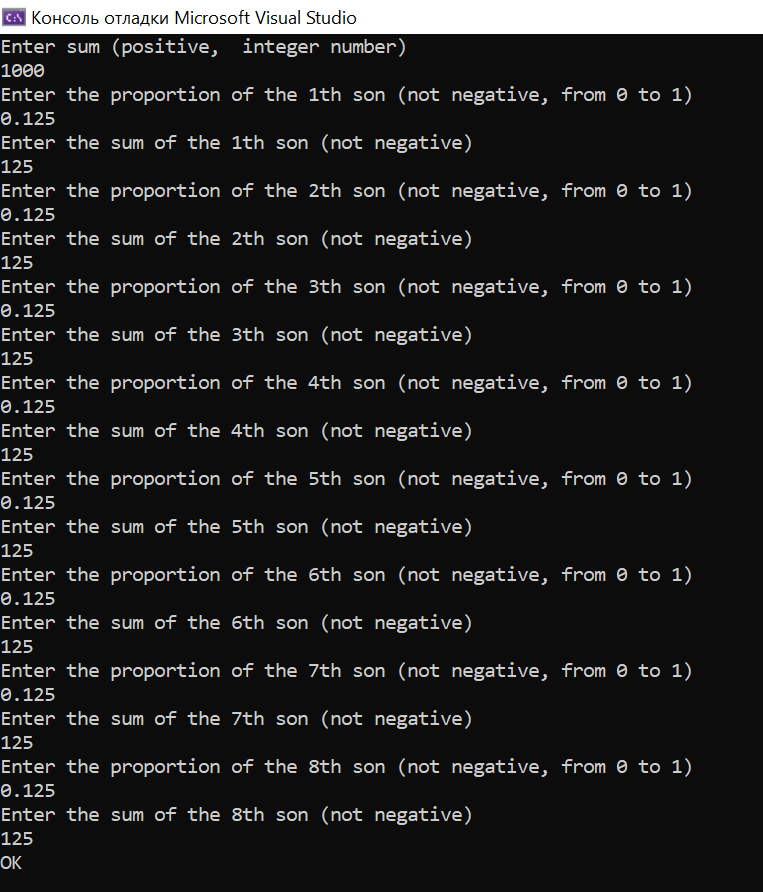 Консоль отладки Microsoft Visual Studio
Enter sum (positive,  integer number)
1000
Enter the proportion of the 1th son (not negative, from 0 to 1)
0.125
Enter the sum of the 1th son (not negative)
125
Enter the proportion of the 2th son (not negative, from 0 to 1)
0.125
Enter the sum of the 2th son (not negative)
125
Enter the proportion of the 3th son (not negative, from 0 to 1)
0.125
Enter the sum of the 3th son (not negative)
125
Enter the proportion of the 4th son (not negative, from 0 to 1)
0.125
Enter the sum of the 4th son (not negative)
125
Enter the proportion of the 5th son (not negative, from 0 to 1)
0.125
Enter the sum of the 5th son (not negative)
125
Enter the proportion of the 6th son (not negative, from 0 to 1)
0.125
Enter the sum of the 6th son (not negative)
125
Enter the proportion of the 7th son (not negative, from 0 to 1)
0.125
Enter the sum of the 7th son (not negative)
125
Enter the proportion of the 8th son (not negative, from 0 to 1)
0.125
Enter the sum of the 8th son (not negative)
125
OK